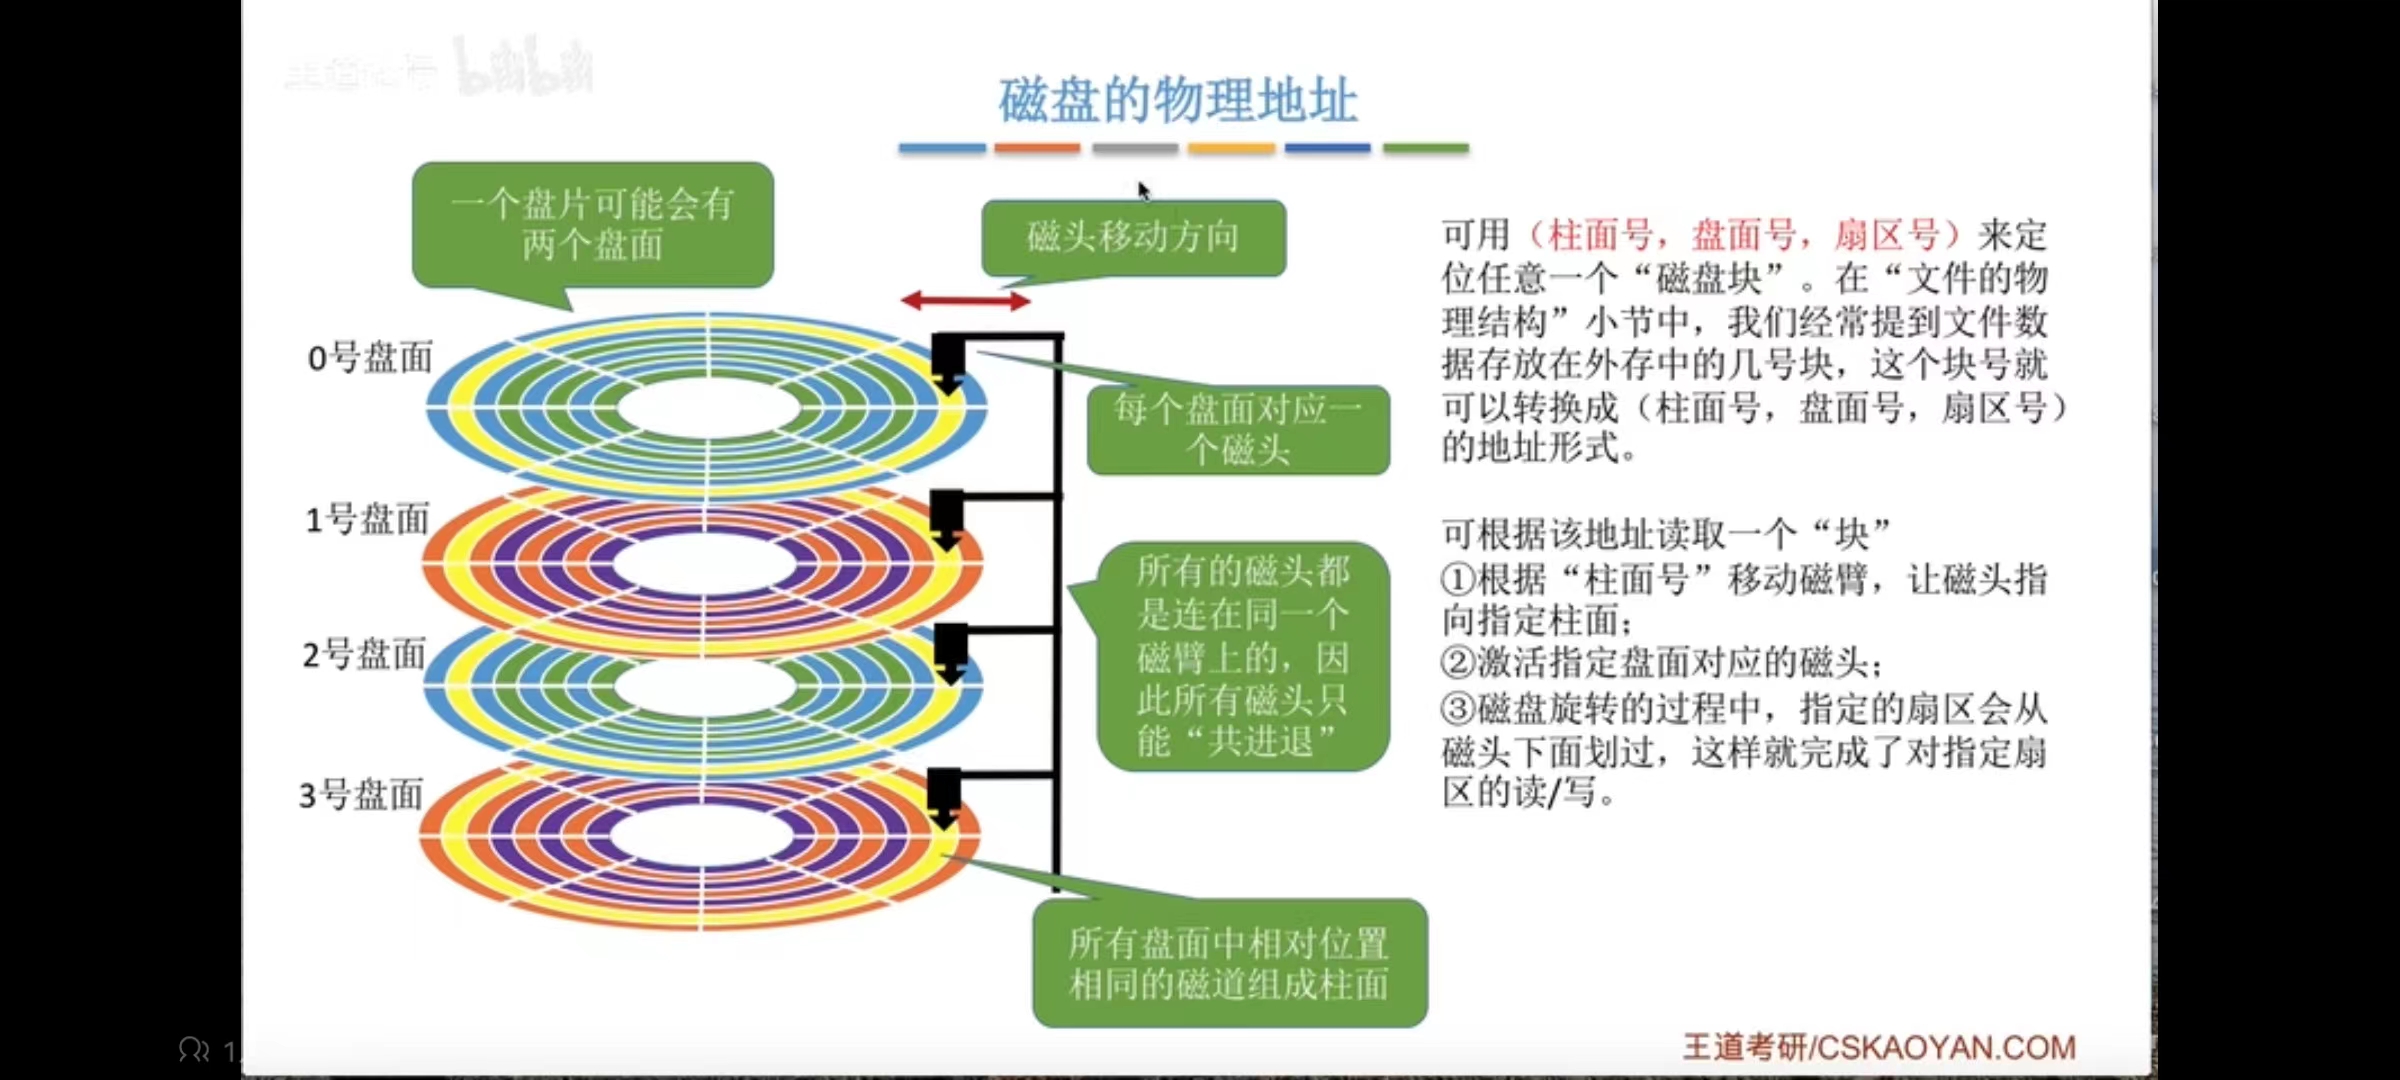 bilibili
磁盘的物理地址
一个盘片可能会有
两个盘面
磁头移动方向
0号盘面
1号盘面
2号盘面
3号盘面
每个盘面对应一
个磁头
所有的磁头都
是连在同一个
磁臂上的，因
此所有磁头只
能“共进退”
所有盘面中相对位置
相同的磁道组成柱面
可用（柱面号，盘面号，扇区号）来定
位任意一个“磁盘块”。在“文件的物
理结构”小节中，我们经常提到文件数
据存放在外存中的几号块，这个块号就
可以转换成（柱面号，盘面号，扇区号）
的地址形式。
可根据该地址读取一个“块”
①根据“柱面号”移动磁臂，让磁头指
向指定柱面；
②激活指定盘面对应的磁头；
③磁盘旋转的过程中，指定的扇区会从
磁头下面划过，这样就完成了对指定扇
区的读/写。
王道考研/CSKAOYAN.COM